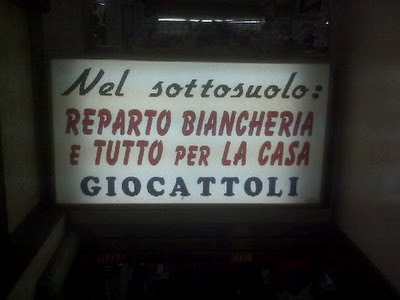 Nel sottosuolo:
REPARTO BIANCHERIA
E TUTTO PER LA CASA
GIOCATTOLI